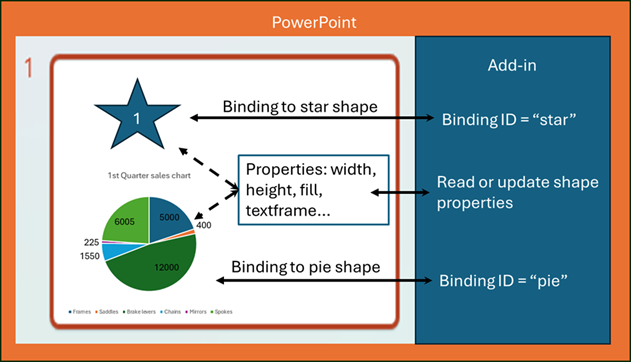 PowerPoint
1
Add-in
1
Binding to star shape
Binding ID = “star”
1st Quarter sales chart
Properties: width,
height, fill,
textframe...
Read or update shape
properties
6005
5000
400
225
1550
12000
Binding to pie shape
Binding ID = “pie”
Frames Saddles Brake levers Chains Mirrors Spokes